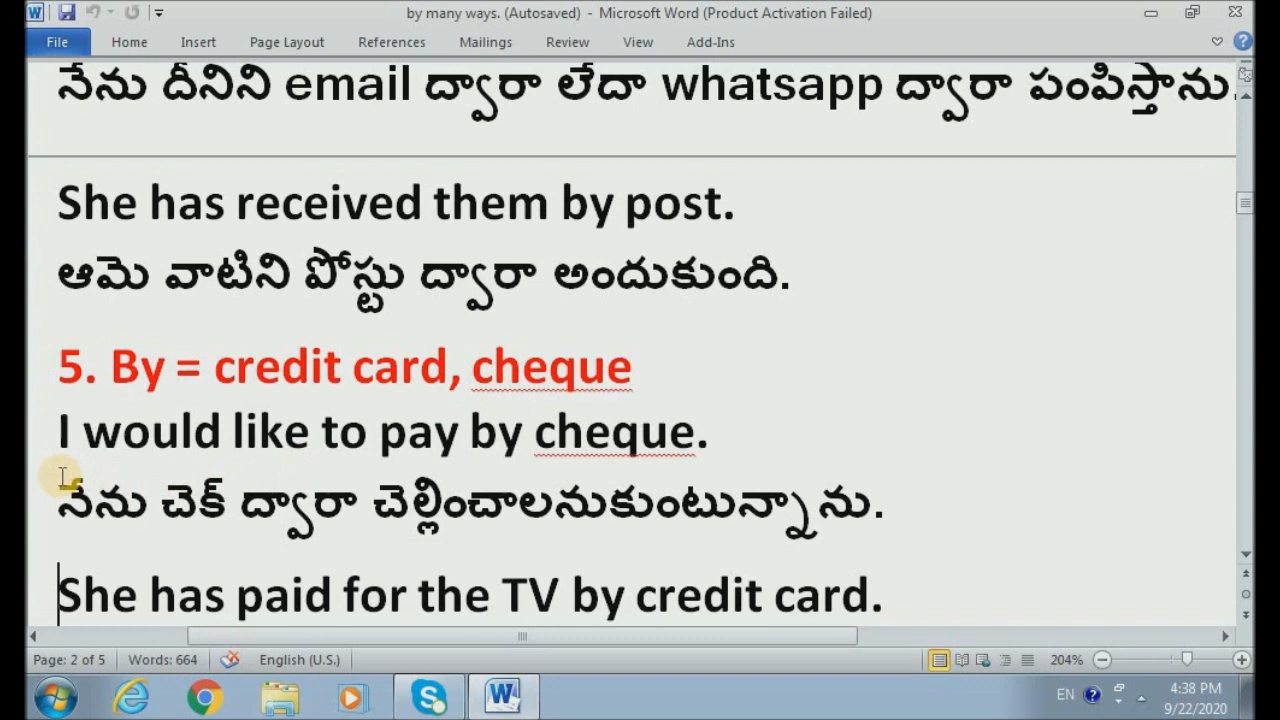 by many ways. (Autosaved) - Microsoft Word (Product Activation Failed)
File Home Insert Page Layout References Mailings Review View Add-Ins
నేను దీనిని email ద్వారా లేదా whatsapp ద్వారా పంపిస్తాను.
She has received them by post.
ఆమె వాటిని పోస్టు ద్వారా అందుకుంది.
5. By = credit card, cheque
I would like to pay by cheque.
నేను చెక్ ద్వారా చెల్లించాలనుకుంటున్నాను.
She has paid for the TV by credit card.
Page: 2 of 5 Words: 664 English (U.S.) 204%
EN 4:38 PM
9/22/2020